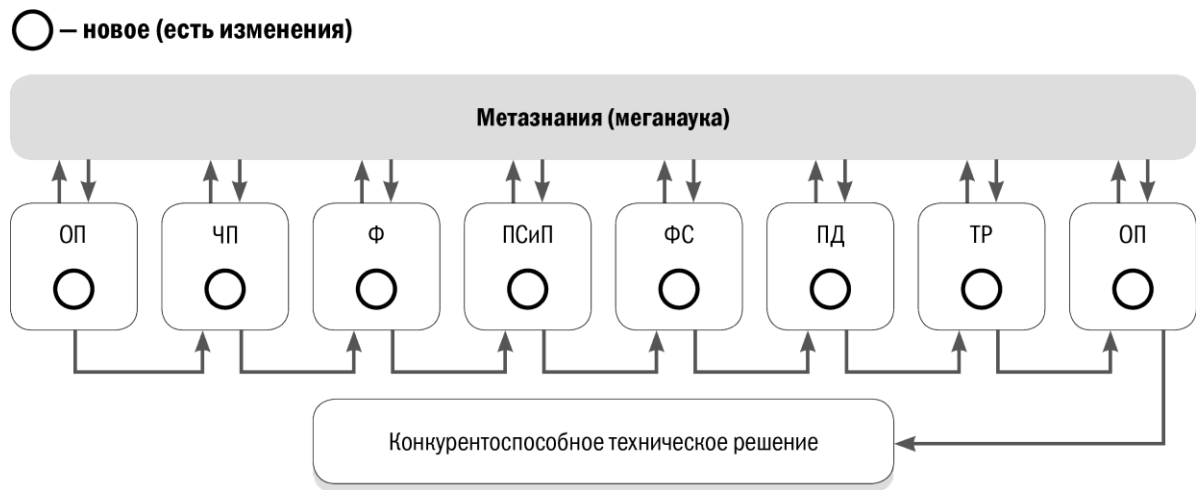 — новое (есть изменения)
Метазнания (меганаука)
ОП ЧП Ф ПСиП ФС ПД ТР ОП
Конкурентоспособное техническое решение